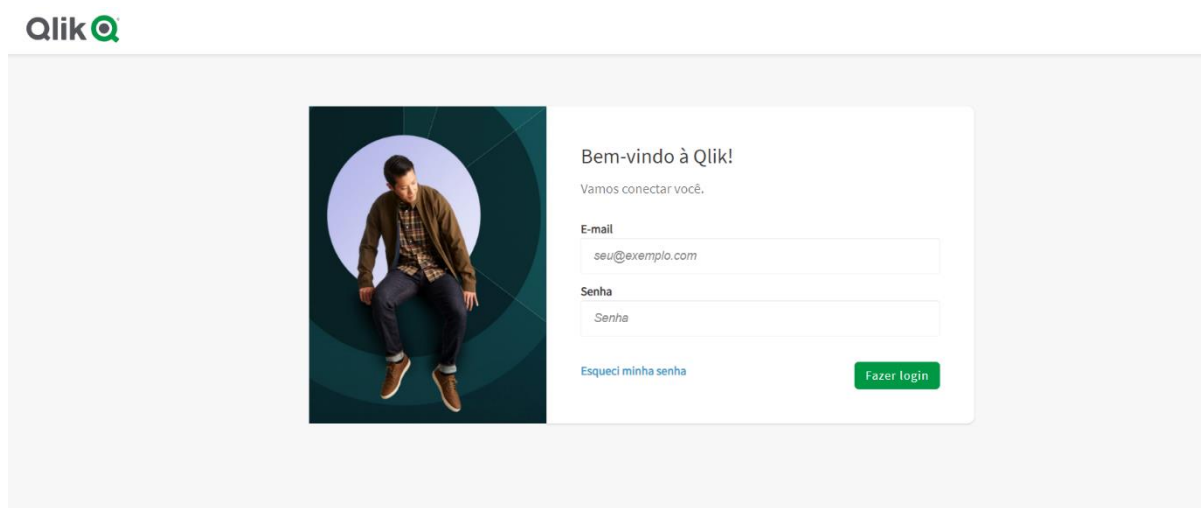 Qlik
Bem-vindo à Qlik!
Vamos conectar você.
E-mail
seu@exemplo.com
Senha
Senha
Esqueci minha senha
Fazer login